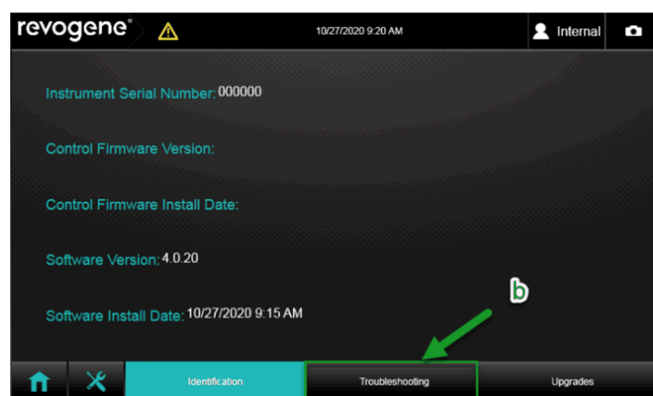 revogene® 10/27/2020 9:20 AM Internal
Instrument Serial Number: 000000
Control Firmware Version:
Control Firmware Install Date:
Software Version: 4.0.20
b
Software Install Date: 10/27/2020 9:15 AM
Identification Troubleshooting Upgrades